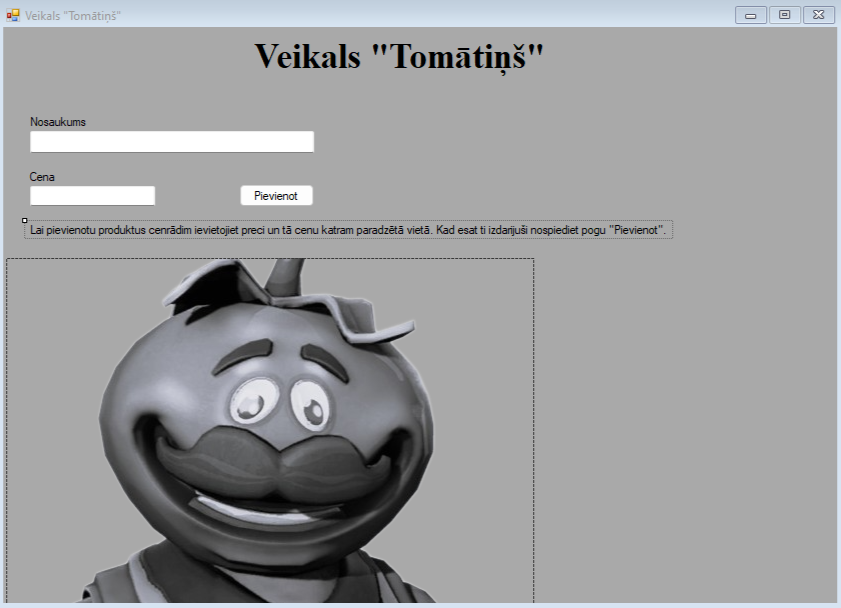 Veikals "Tomātiņš"
Veikals "Tomātiņš"
Nosaukums
Cena
Pievienot
Lai pievienotu produktus cenrādim ievietojiet preci un tā cenu katram paradzētā vietā. Kad esat ti izdarijuši nospiediet pogu "Pievienot".